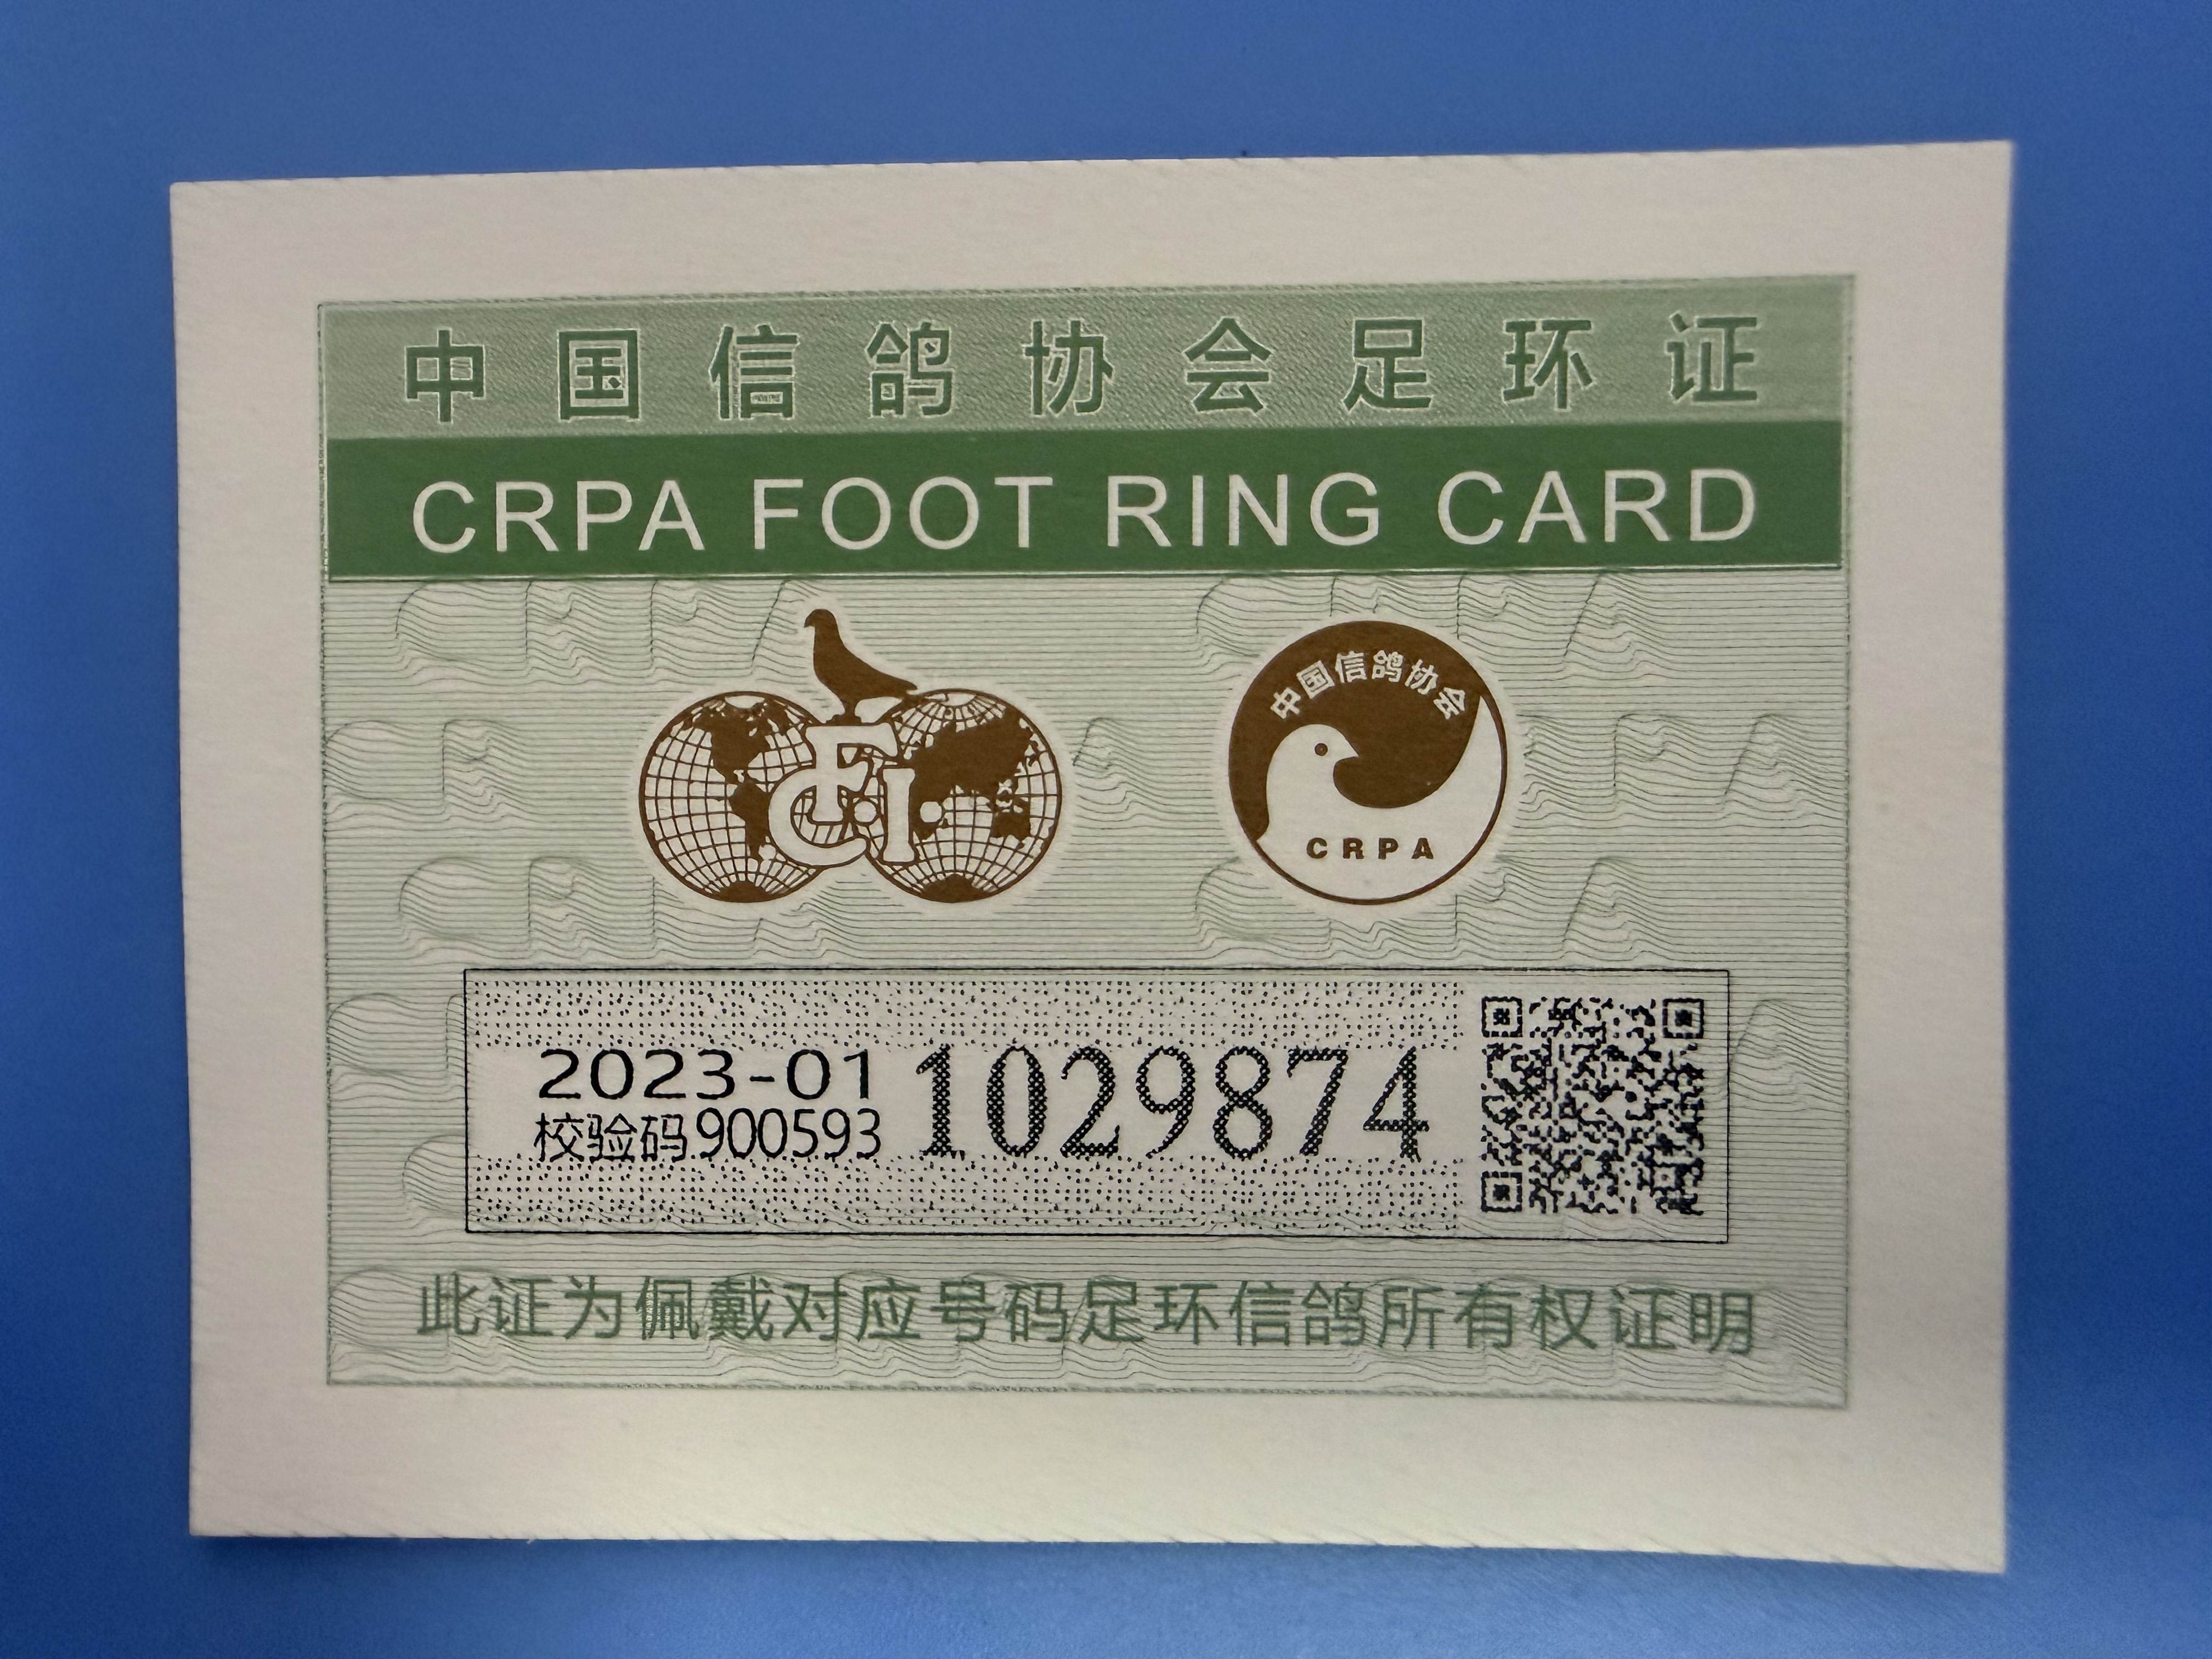 中国信鸽协会足环证
CRPA FOOT RING CARD
FCI
中国信鸽协会
CRPA
2023-01
校验码900593
1029874
此证为佩戴对应号码足环信鸽所有权证明